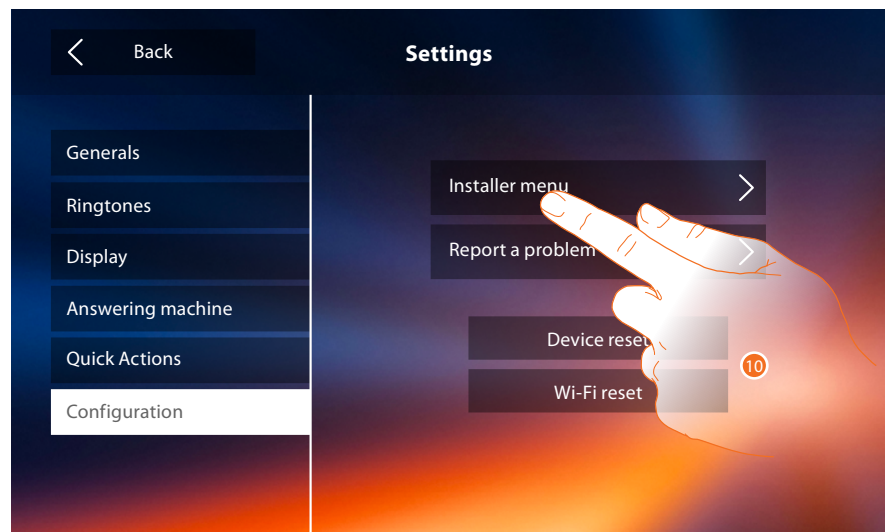 Back
Settings
Generals
Ringtones
Display
Answering machine
Quick Actions
Configuration
Installer menu
Report a problem
Device reset
Wi-Fi reset
10